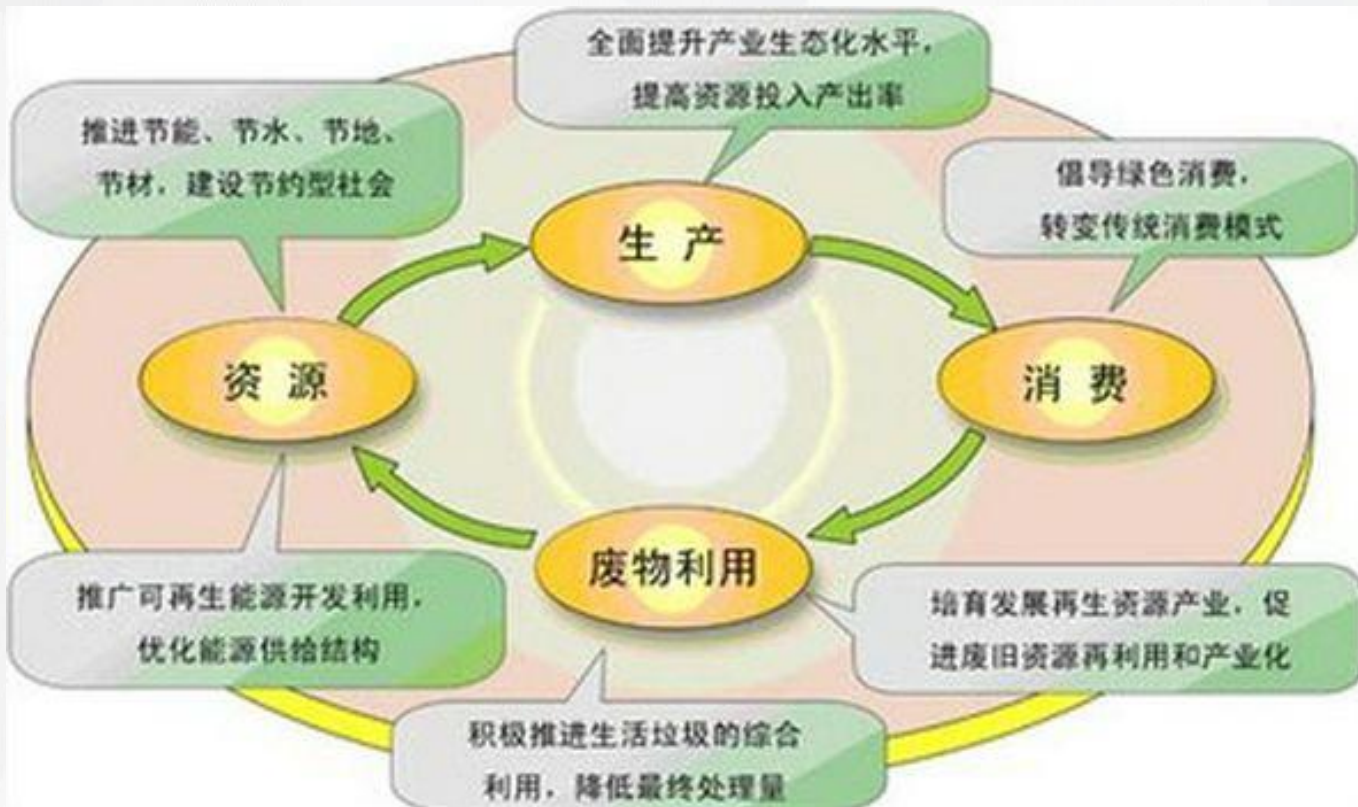 全面提升产业生态化水平，
提高资源投入产出率
推进节能、节水、节地、
节材，建设节约型社会
倡导绿色消费，
转变传统消费模式
生产
资源
消费
废物利用
推广可再生能源开发利用，
优化能源供给结构
培育发展再生资源产业，促
进废旧资源再利用和产业化
积极推进生活垃圾的综合
利用，降低最终处理量